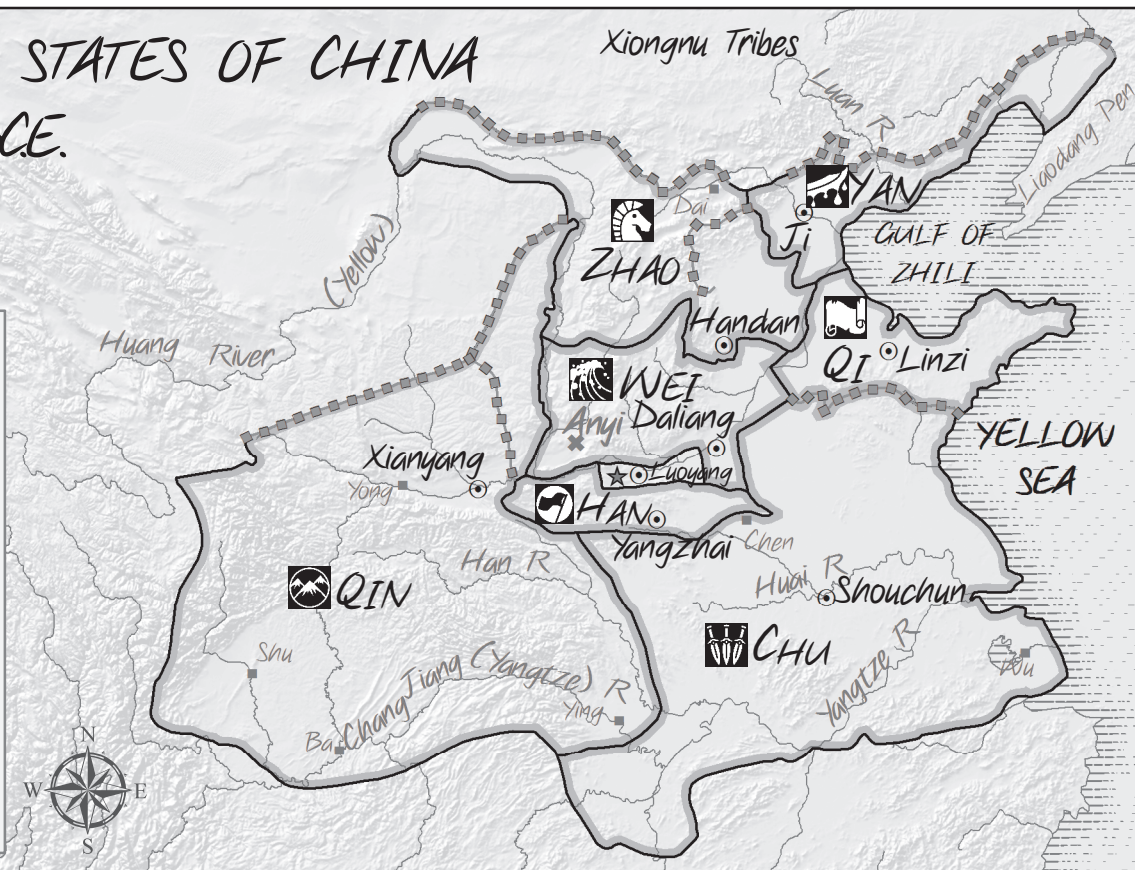 STATES OF CHINA
C.E.
Xiongnu Tribes
Luan R
Liaodang Pen
YAN
Dai
Ji
GULF OF
ZHILI
ZHAO
(Yellow)
Huang River
Handan
QI
Linzi
WEI
Anyi
Daliang
YELLOW
SEA
Xianyang
Yong
Luoyang
HAN
Yangzhai
Chen
Han R
Huai R
Shouchun
QIN
CHU
Shu
Chang Jiang (Yangtze) R
Ying
Yangtze R
Wu
Ba
N
W
E
S